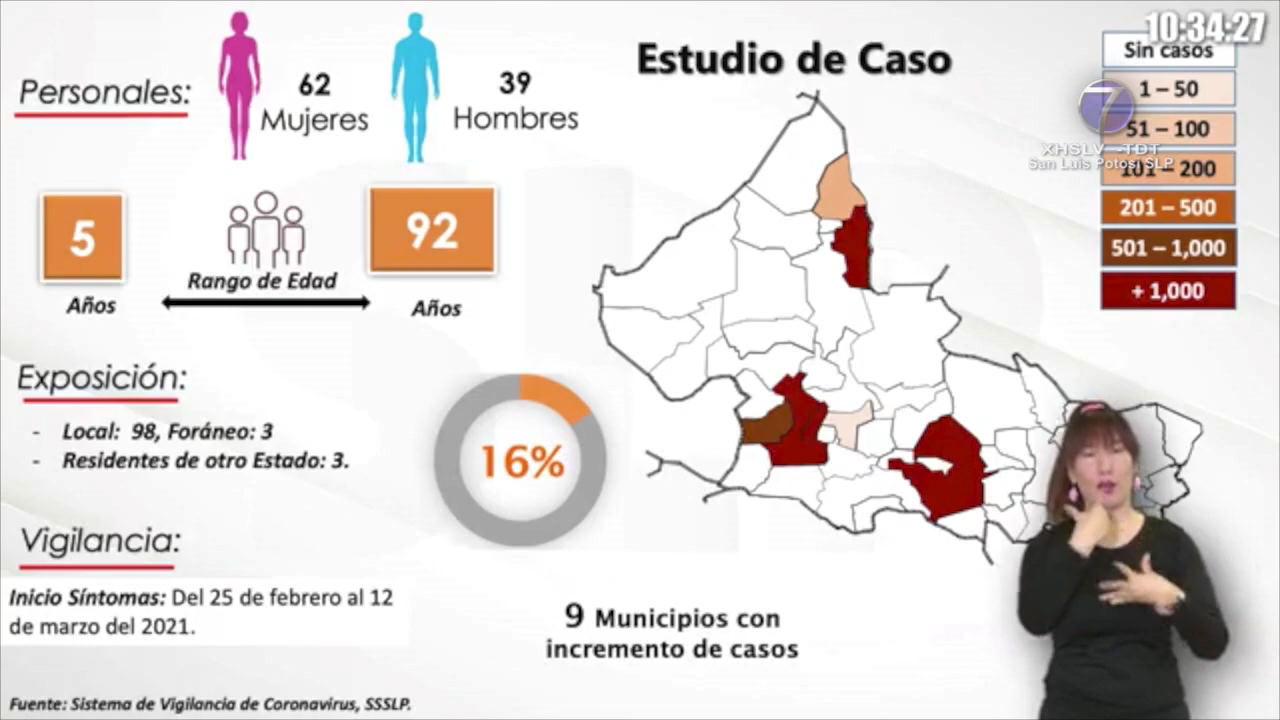 10:34:27
Estudio de Caso
Personales:
62
Mujeres
39
Hombres
5
Años
Rango de Edad
92
Años
Exposición:
- Local: 98, Foráneo: 3
- Residentes de otro Estado: 3.
16%
Vigilancia:
Inicio Síntomas: Del 25 de febrero al 12
de marzo del 2021.
9 Municipios con
incremento de casos
Fuente: Sistema de Vigilancia de Coronavirus, SSSLP.
Sin casos
1 – 50
51 – 100
101 – 200
201 – 500
501 – 1,000
+ 1,000
7
XHSLV -TDT
San Luis Potosí, SLP